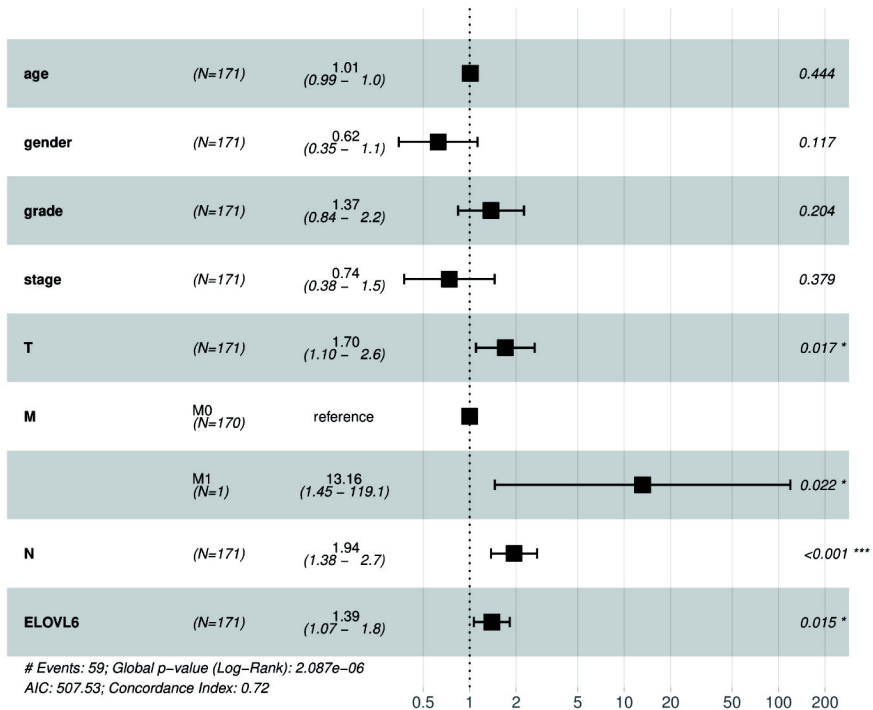 age (N=171) 1.01 0.444
(0.99 – 1.0)
gender (N=171) 0.62 0.117
(0.35 – 1.1)
grade (N=171) 1.37 0.204
(0.84 – 2.2)
stage (N=171) 0.74 0.379
(0.38 – 1.5)
T (N=171) 1.70 0.017 *
(1.10 – 2.6)
M M0 reference
(N=170)
M1 13.16 0.022 *
(N=1) (1.45 – 119.1)
N (N=171) 1.94 <0.001 ***
(1.38 – 2.7)
ELOVL6 (N=171) 1.39 0.015 *
(1.07 – 1.8)
# Events: 59; Global p−value (Log−Rank): 2.087e−06
AIC: 507.53; Concordance Index: 0.72
0.5 1 2 5 10 20 50 100 200